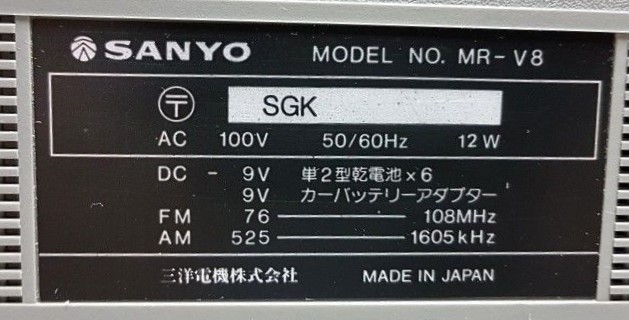 SANYO MODEL NO. MR-V8
〒 SGK
AC 100V 50/60Hz 12W
DC - 9V 単2型乾電池×6
9V カーバッテリーアダプター
FM 76 — 108MHz
AM 525 — 1605kHz
三洋電機株式会社 MADE IN JAPAN